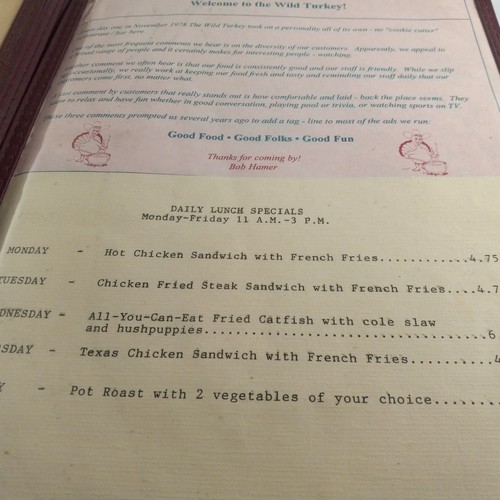 Welcome to the Wild Turkey!
day one, in November 1978 The Wild Turkey took on a personality all of its own - no "cookie cutter"
here.
of the most frequent comments we hear is on the diversity of our customers. Apparently, we appeal to
broad range of people and it certainly makes for interesting people - watching.
comment we often hear is that our food is consistently good and our staff is friendly. While we slip
occasionally, we really work at keeping our food fresh and tasty and reminding our staff daily that our
customers come first, no matter what.
comment by customers that really stands out is how comfortable and laid - back the place seems. They
to relax and have fun whether in good conversation, playing pool or trivia, or watching sports on TV.
three comments prompted us several years ago to add a tag - line to most of the ads we run:
Good Food • Good Folks • Good Fun
Thanks for coming by!
Bob Hamer
DAILY LUNCH SPECIALS
Monday-Friday 11 A.M.-3 P.M.
MONDAY - Hot Chicken Sandwich with French Fries............4.75
TUESDAY - Chicken Fried Steak Sandwich with French Fries....4.7
DNESDAY - All-You-Can-Eat Fried Catfish with cole slaw
and hushpuppies...................................6
RSDAY - Texas Chicken Sandwich with French Fries.........4
Y - Pot Roast with 2 vegetables of your choice.......